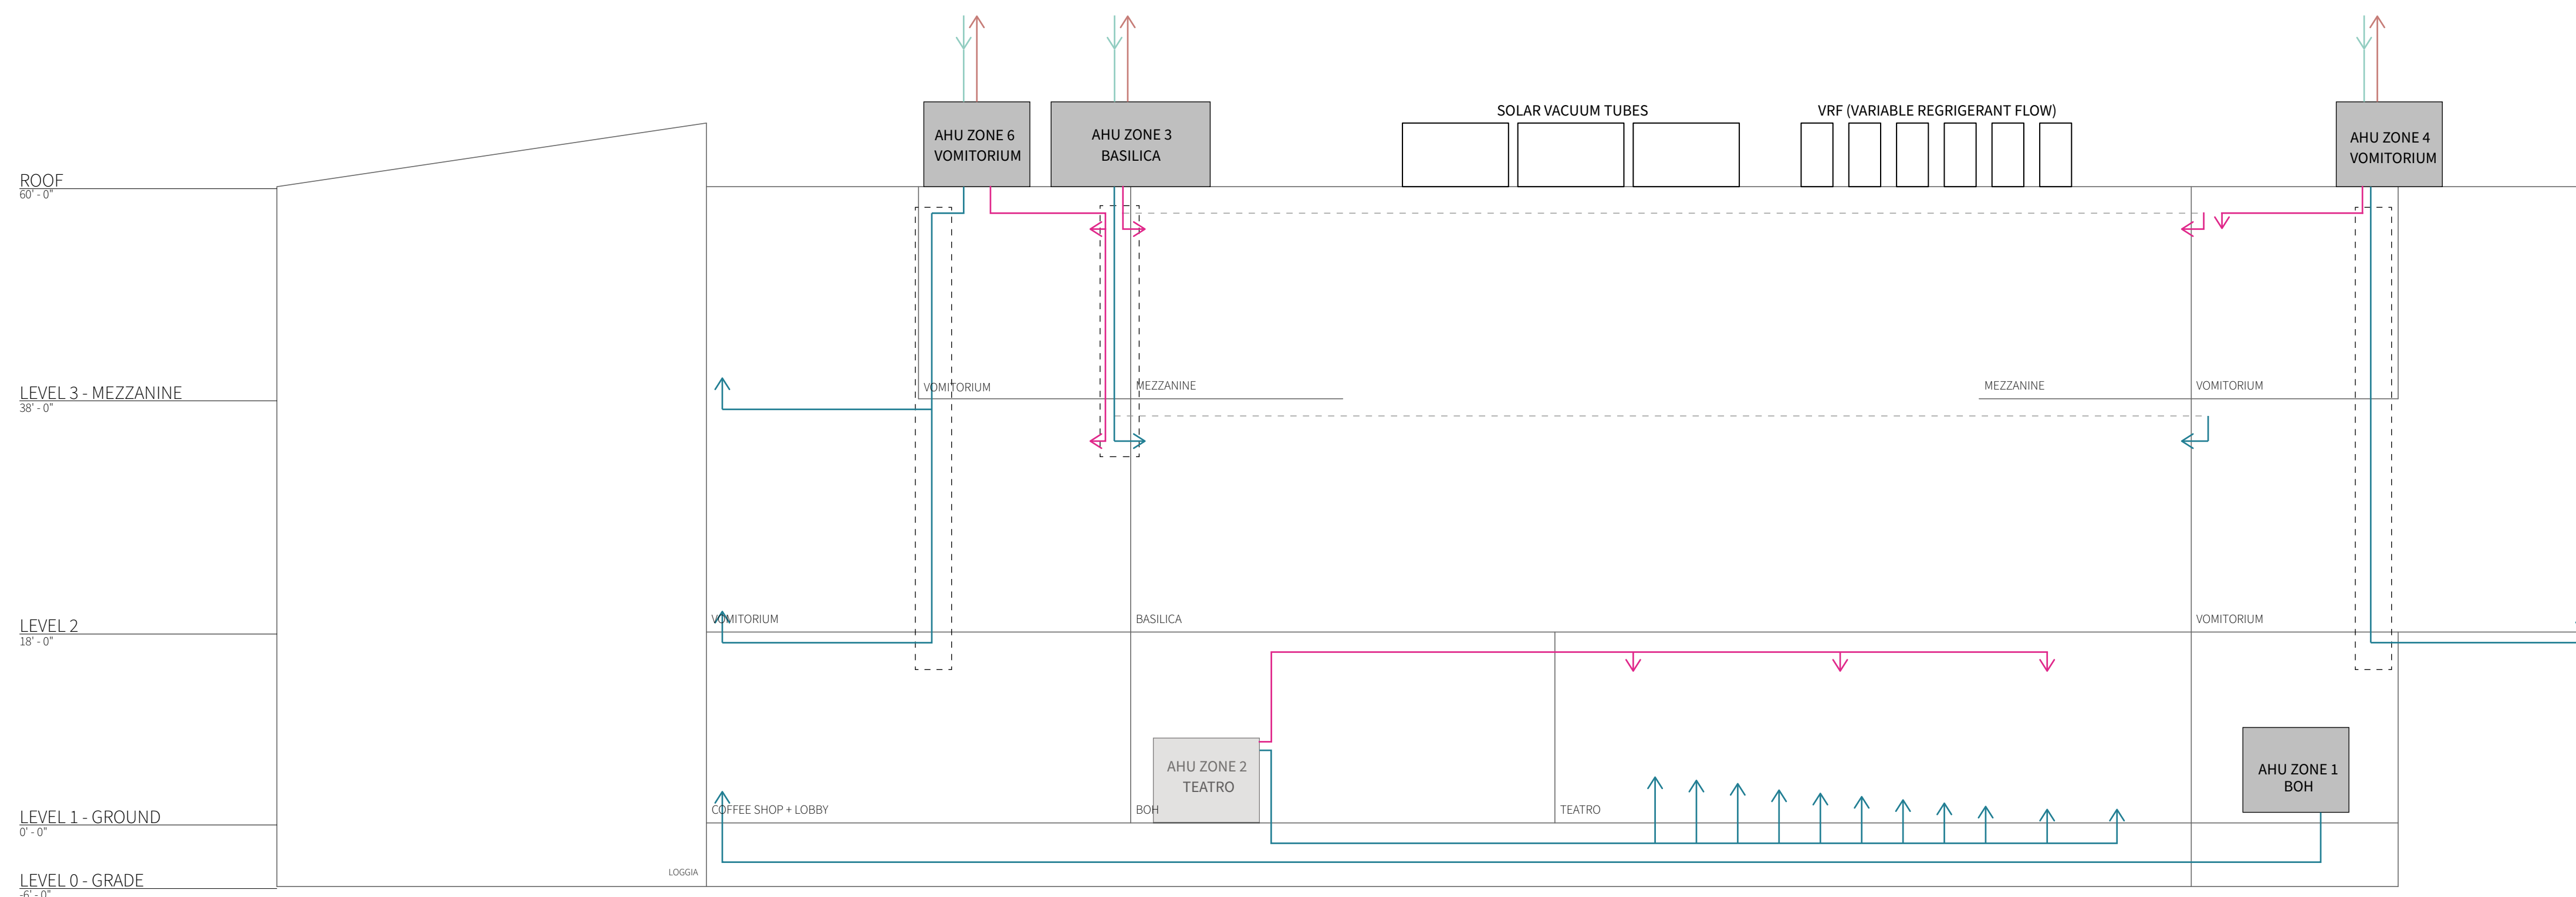 SOLAR VACUUM TUBES
VRF (VARIABLE REGRIGERANT FLOW)
AHU ZONE 6
VOMITORIUM
AHU ZONE 3
BASILICA
AHU ZONE 4
VOMITORIUM
ROOF
60' - 0"
LEVEL 3 - MEZZANINE
38' - 0"
VOMITORIUM
MEZZANINE
MEZZANINE
VOMITORIUM
LEVEL 2
18' - 0"
VOMITORIUM
BASILICA
VOMITORIUM
AHU ZONE 2
TEATRO
AHU ZONE 1
BOH
LEVEL 1 - GROUND
0' - 0"
COFFEE SHOP + LOBBY
BOH
TEATRO
LOGGIA
LEVEL 0 - GRADE
-6' - 0"